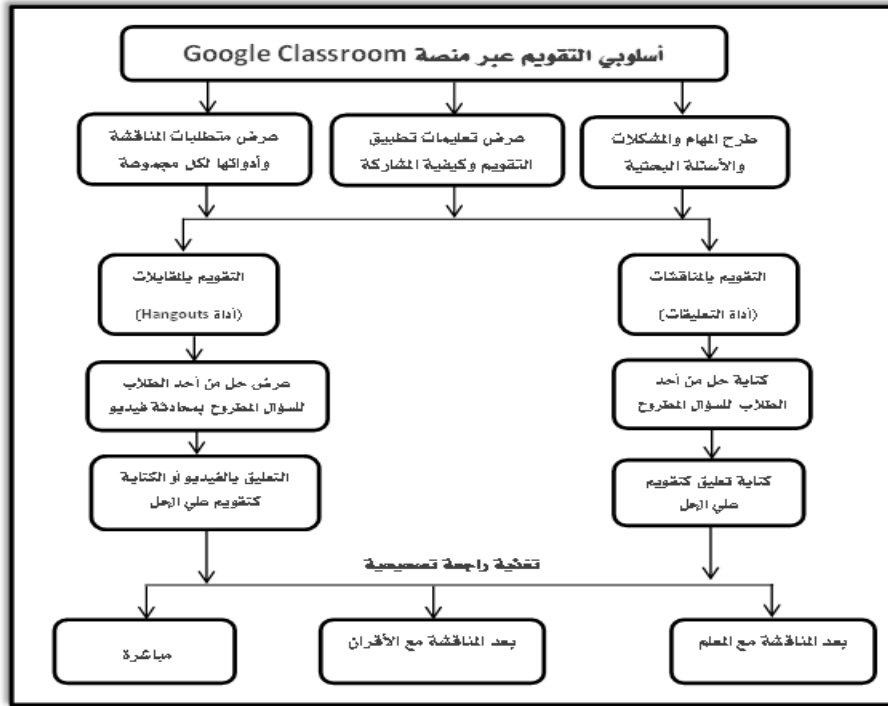 أسلوبي التقويم عبر منصة Google Classroom
طرح المهام والمشكلات
والأسئلة البحثية
عرض تعليمات تطبيق
التقويم وكيفية المشاركة
عرض متطلبات المناقشة
وأدواتها لكل مجموعة
التقويم بالمناقشات
(أداة التعليقات)
التقويم بالمقابلات
(أداة Hangouts)
كتابة حل من أحد
الطلاب للسؤال المطروح
عرض حل من أحد الطلاب
للسؤال المطروح بمحادثة فيديو
كتابة تعليق كتقويم
علي الحل
التعليق بالفيديو أو الكتابة
كتقويم علي الحل
تغذية راجعة تصحيحية
بعد المناقشة مع المعلم
بعد المناقشة مع الأقران
مباشرة